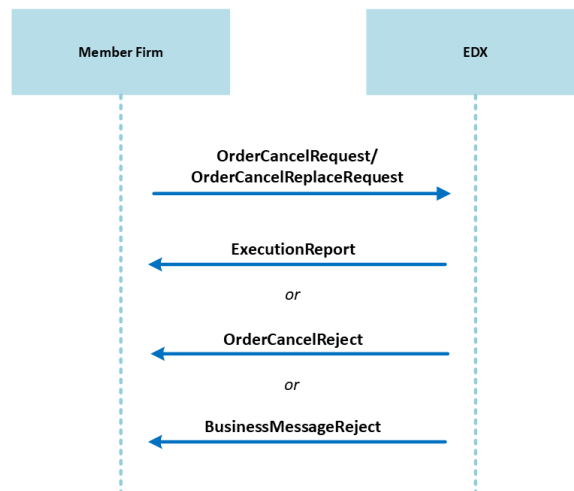 Member Firm
EDX
OrderCancelRequest/
OrderCancelReplaceRequest
ExecutionReport
or
OrderCancelReject
or
BusinessMessageReject